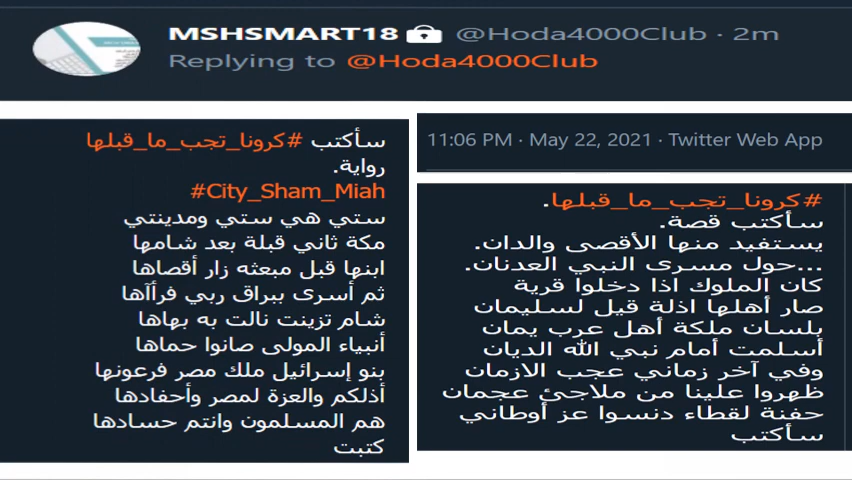 MSHSMART18 🔒 @Hoda4000Club · 2m
Replying to @Hoda4000Club
سأكتب #كرونا_تجب_ما_قبلها
رواية.
#City_Sham_Miah
ستي هي ستي ومدينتي
مكة ثاني قبلة بعد شامها
ابنها قبل مبعثه زار أقصاها
ثم أسرى ببراق ربي فرأآها
شام تزينت نالت به بهاها
أنبياء المولى صانوا حماها
بنو إسرائيل ملك مصر فرعونها
أذلكم والعزة لمصر وأحفادها
هم المسلمون وانتم حسادها
كتبت
11:06 PM · May 22, 2021 · Twitter Web App
#كرونا_تجب_ما_قبلها.
سأكتب قصة.
يستفيد منها الأقصى والدان.
...حول مسرى النبي العدنان.
كان الملوك اذا دخلوا قرية
صار أهلها اذلة قيل لسليمان
بلسان ملكة أهل عرب يمان
أسلمت أمام نبي الله الديان
وفي آخر زماني عجب الازمان
ظهروا علينا من ملاجئ عجمان
حفنة لقطاء دنسوا عز أوطاني
سأكتب